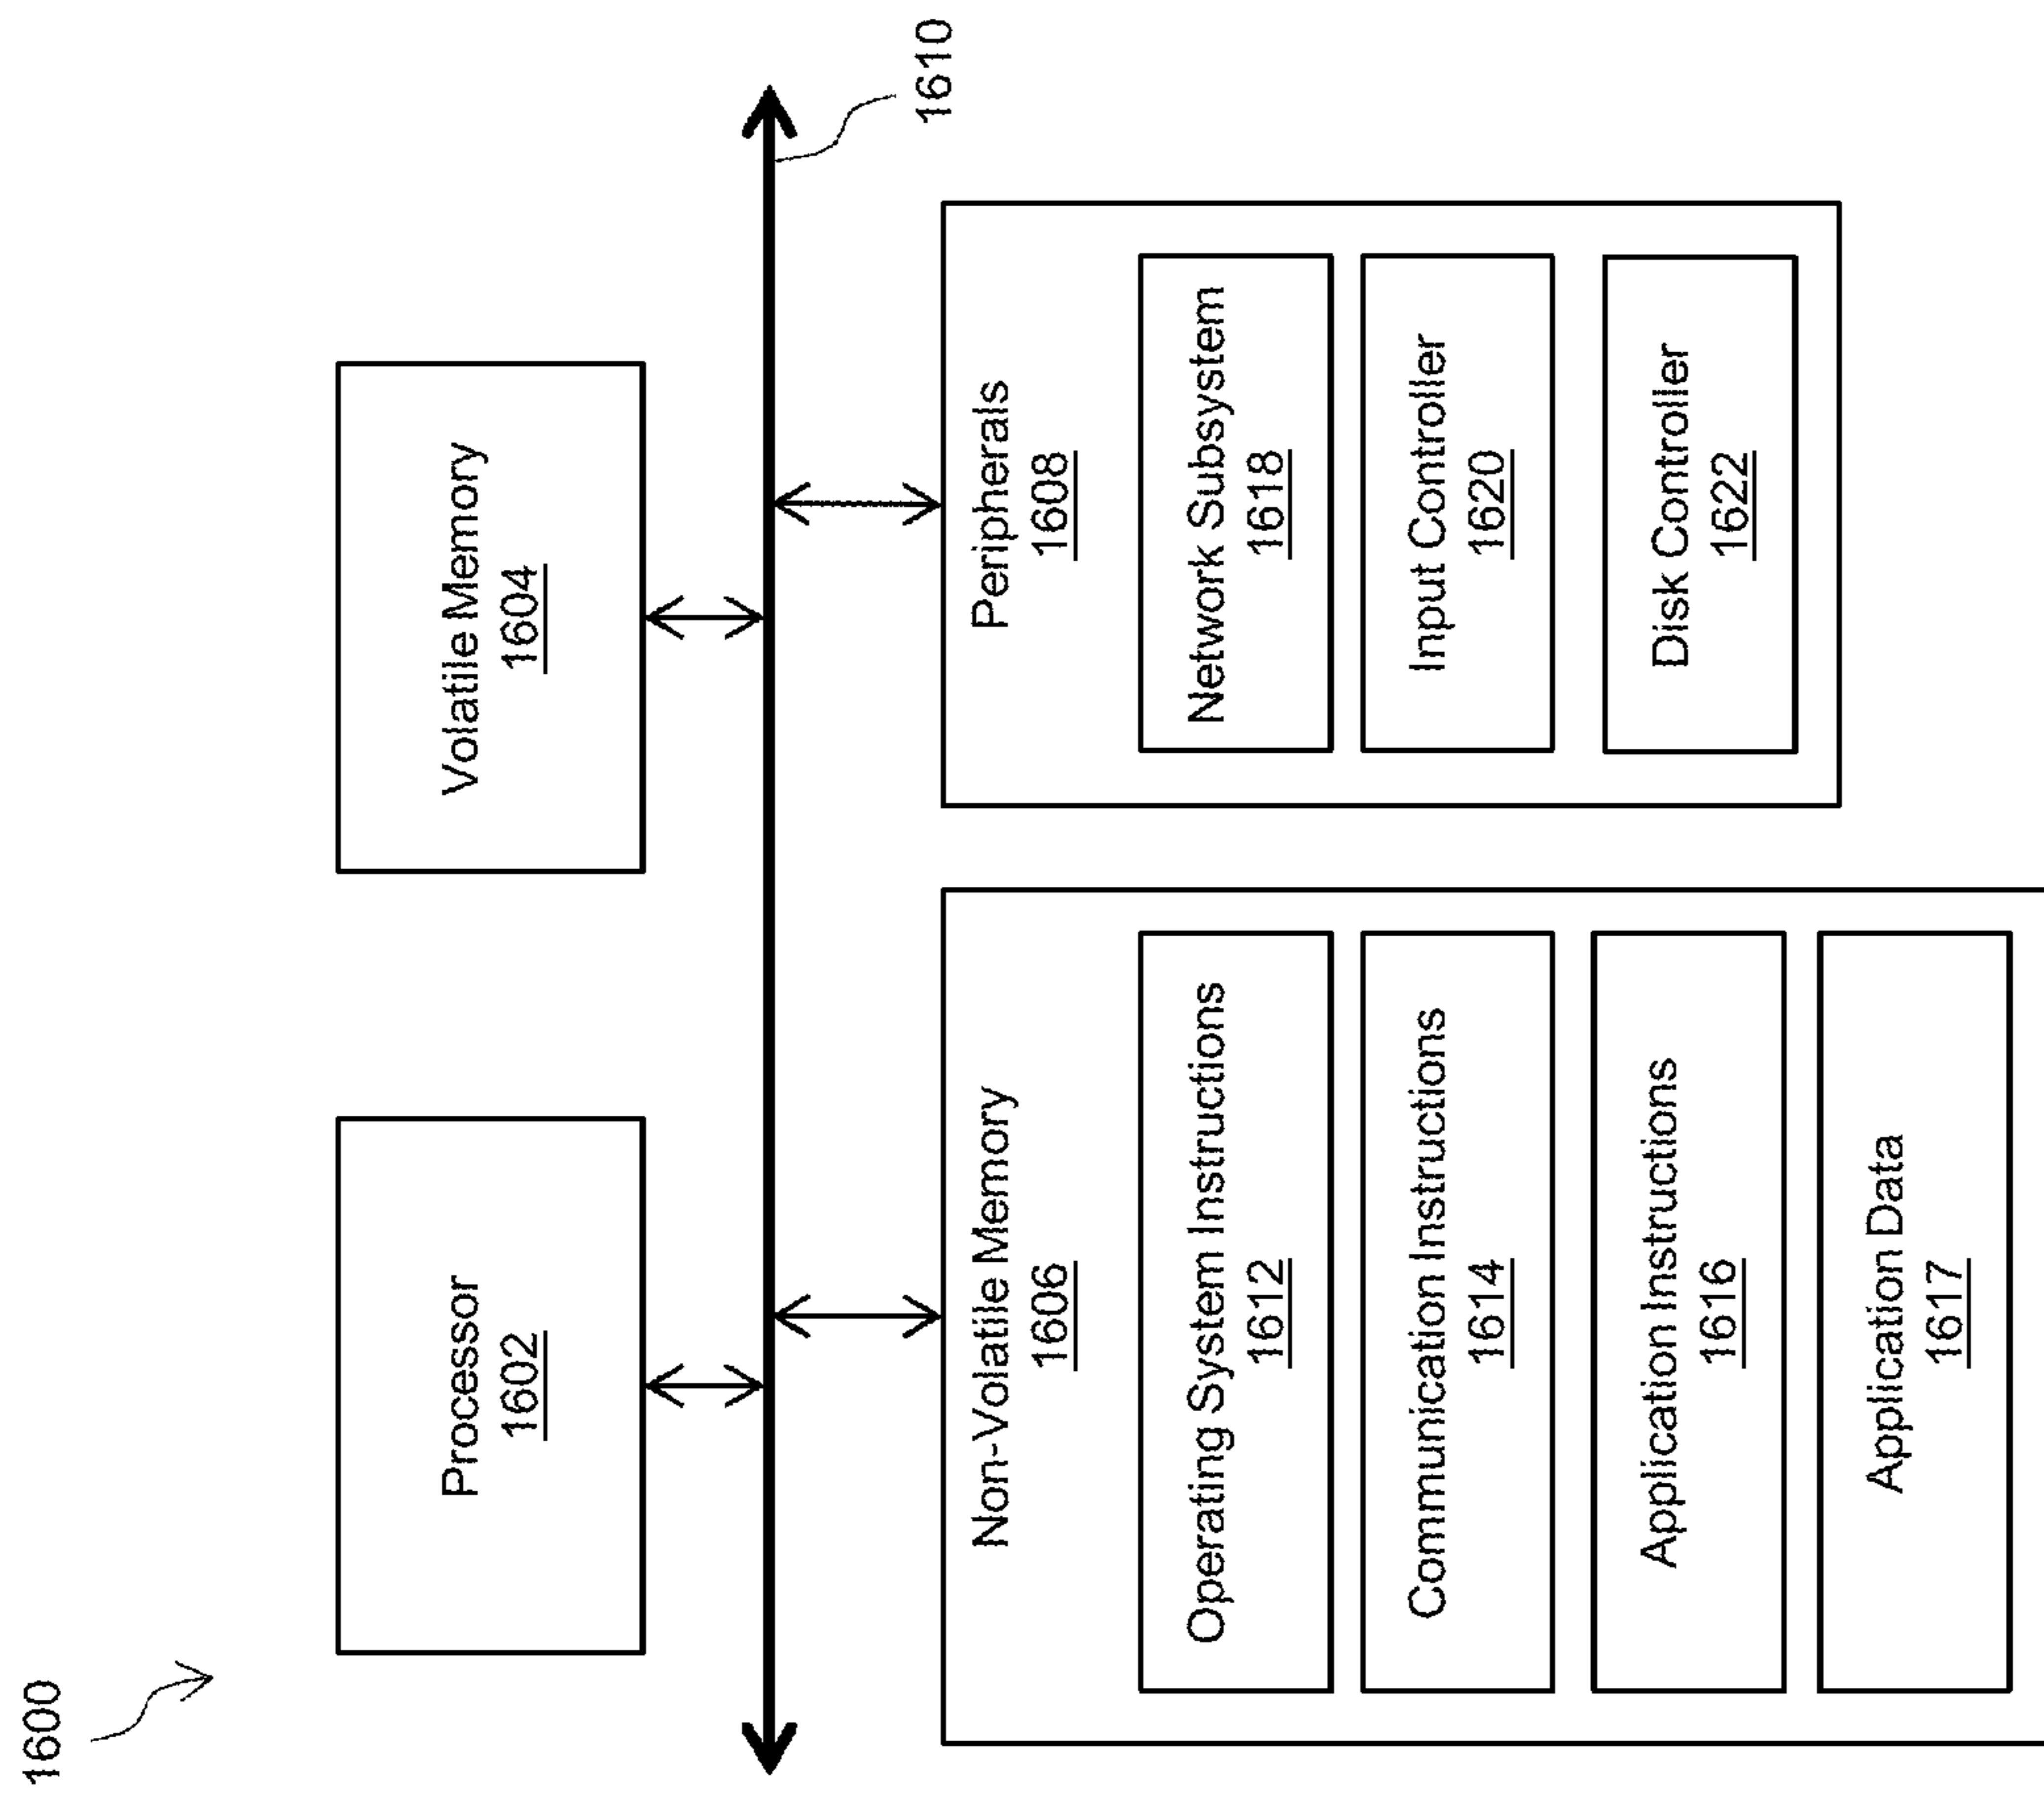 1600
Processor
1602
Volatile Memory
1604
1610
Non-Volatile Memory
1606
Operating System Instructions
1612
Communication Instructions
1614
Application Instructions
1616
Application Data
1617
Peripherals
1608
Network Subsystem
1618
Input Controller
1620
Disk Controller
1622